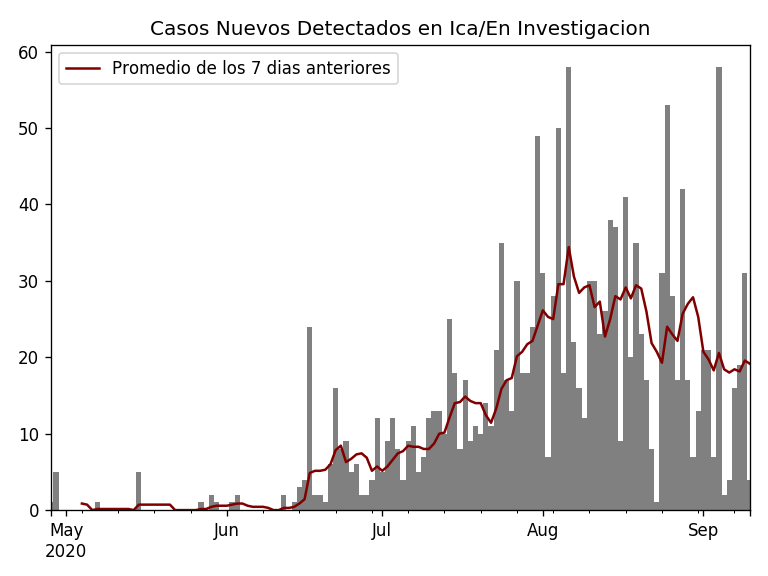 Casos Nuevos Detectados en Ica/En Investigacion
Promedio de los 7 dias anteriores
60
50
40
30
20
10
0
May
2020
Jun
Jul
Aug
Sep